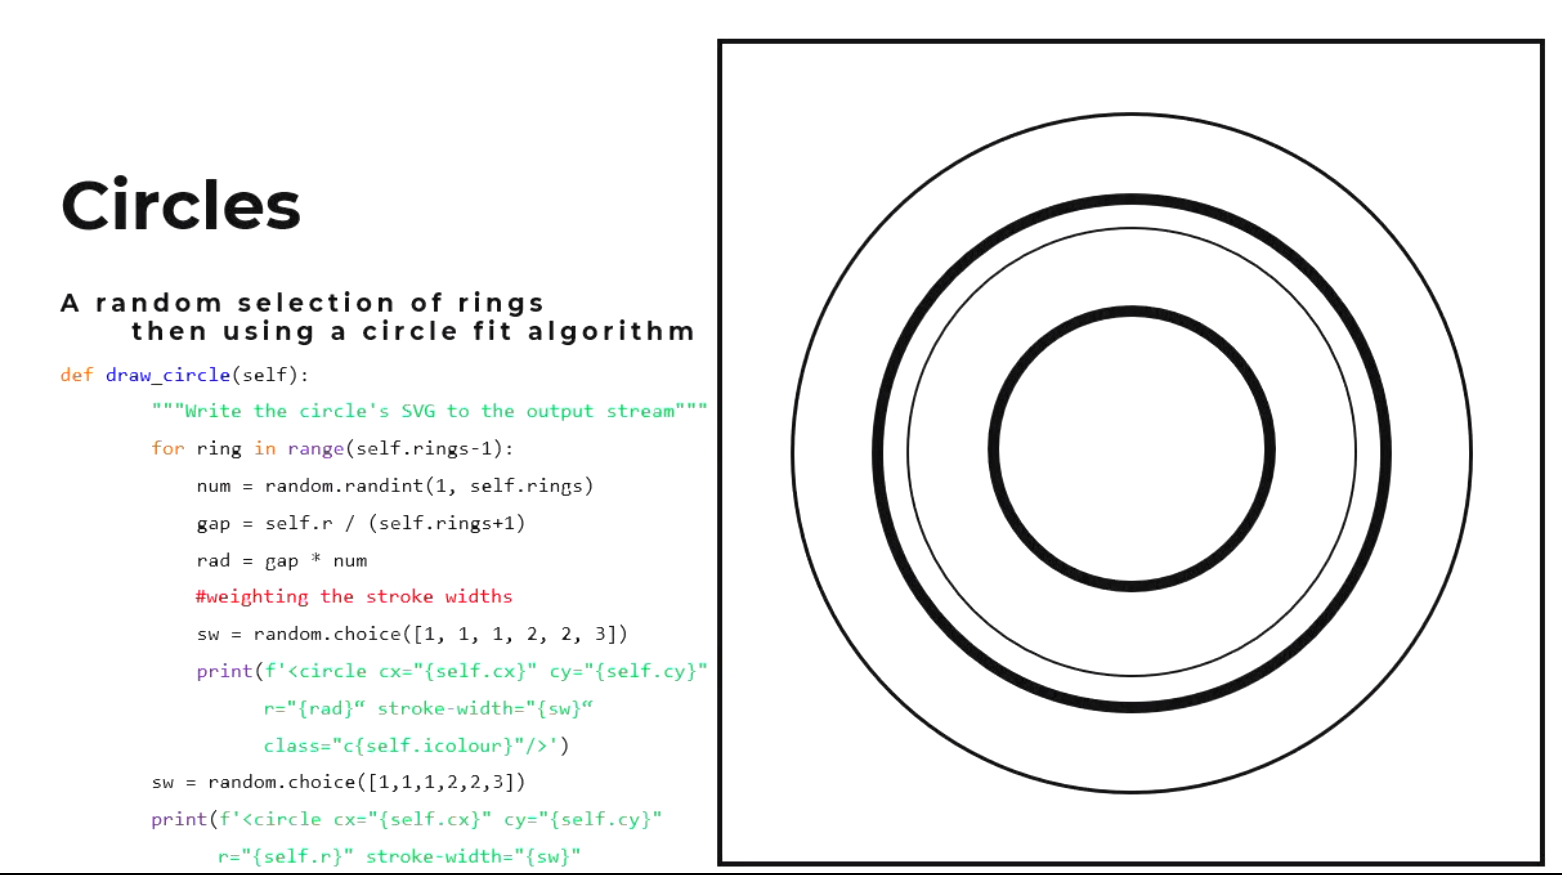 Circles
A random selection of rings
then using a circle fit algorithm
def draw_circle(self):
"""Write the circle's SVG to the output stream"""
for ring in range(self.rings-1):
num = random.randint(1, self.rings)
gap = self.r / (self.rings+1)
rad = gap * num
#weighting the stroke widths
sw = random.choice([1, 1, 1, 2, 2, 3])
print(f'<circle cx="{self.cx}" cy="{self.cy}"
r="{rad}“ stroke-width="{sw}“
class="c{self.icolour}"/>')
sw = random.choice([1,1,1,2,2,3])
print(f'<circle cx="{self.cx}" cy="{self.cy}"
r="{self.r}" stroke-width="{sw}"